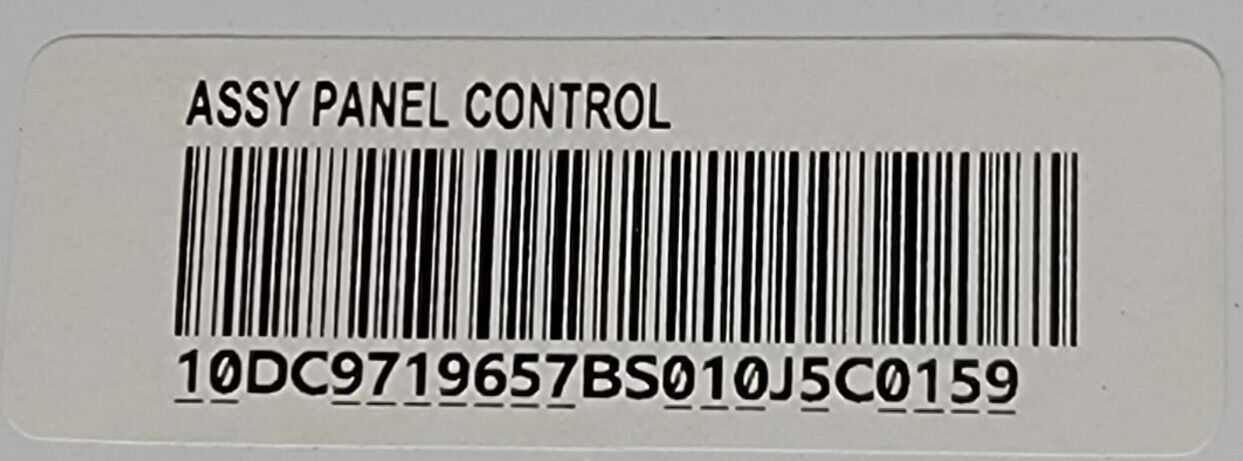 ASSY PANEL CONTROL
10DC9719657BS010J5C0159